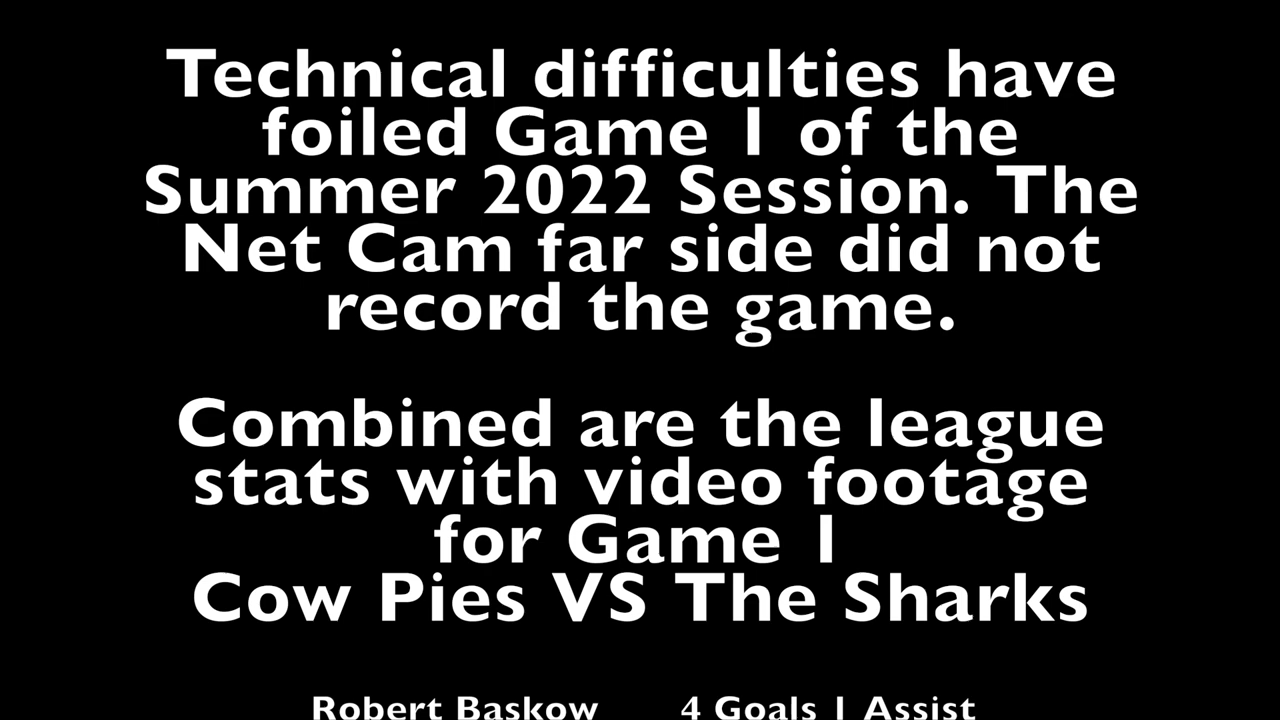 Technical difficulties have
foiled Game 1 of the
Summer 2022 Session. The
Net Cam far side did not
record the game.
Combined are the league
stats with video footage
for Game 1
Cow Pies VS The Sharks
Robert Baskow 4 Goals 1 Assist